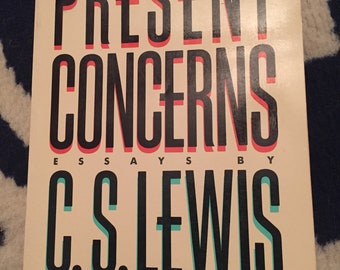 PRESENT
CONCERNS
ESSAYS BY
C. S. LEWIS